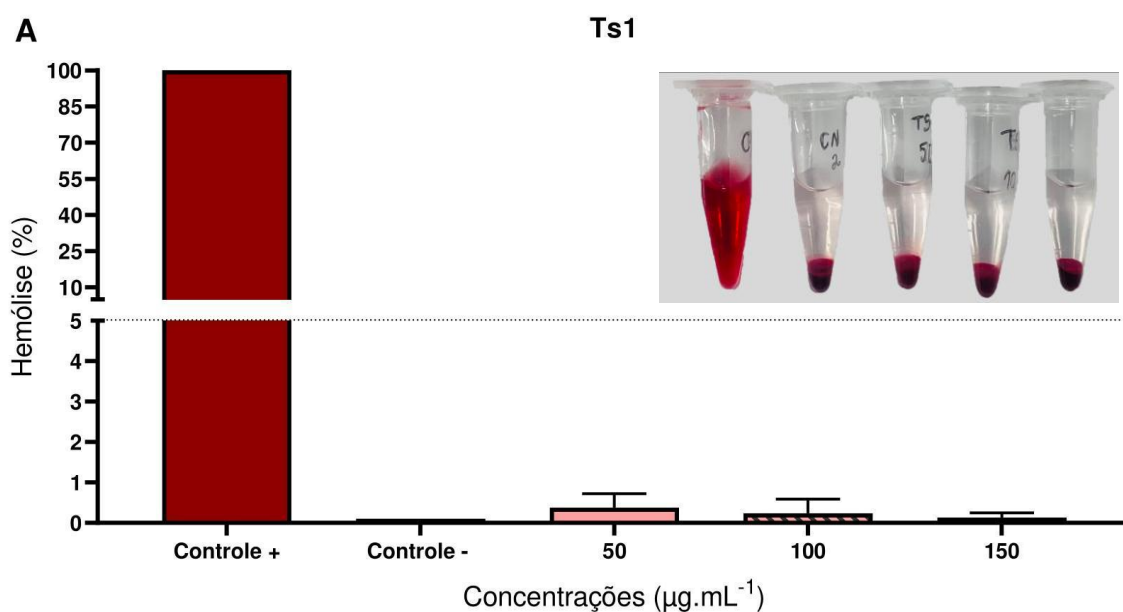 A
Ts1
100
85
70
55
40
25
10
5
4
3
2
1
0
Hemólise (%)
CN
2
TS
Controle +
Controle -
50
100
150
Concentrações (µg.mL⁻¹)